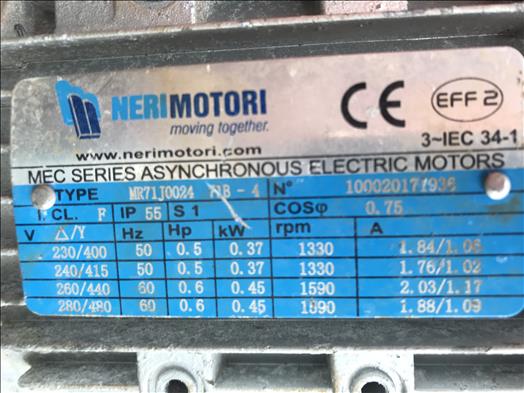 NERIMOTORI
moving together.
CE
EFF 2
www.nerimotori.com
3~IEC 34-1
MEC SERIES ASYNCHRONOUS ELECTRIC MOTORS
TYPE MR71J0024 71B - 4 N°
CL. F IP 55 S 1 COSφ 0.75
V Δ/Y Hz Hp kW rpm A
230/400 50 0.5 0.37 1330 1.84/1.06
240/415 50 0.5 0.37 1330 1.76/1.02
260/440 60 0.6 0.45 1590 2.03/1.17
280/480 60 0.6 0.45 1590 1.88/1.09